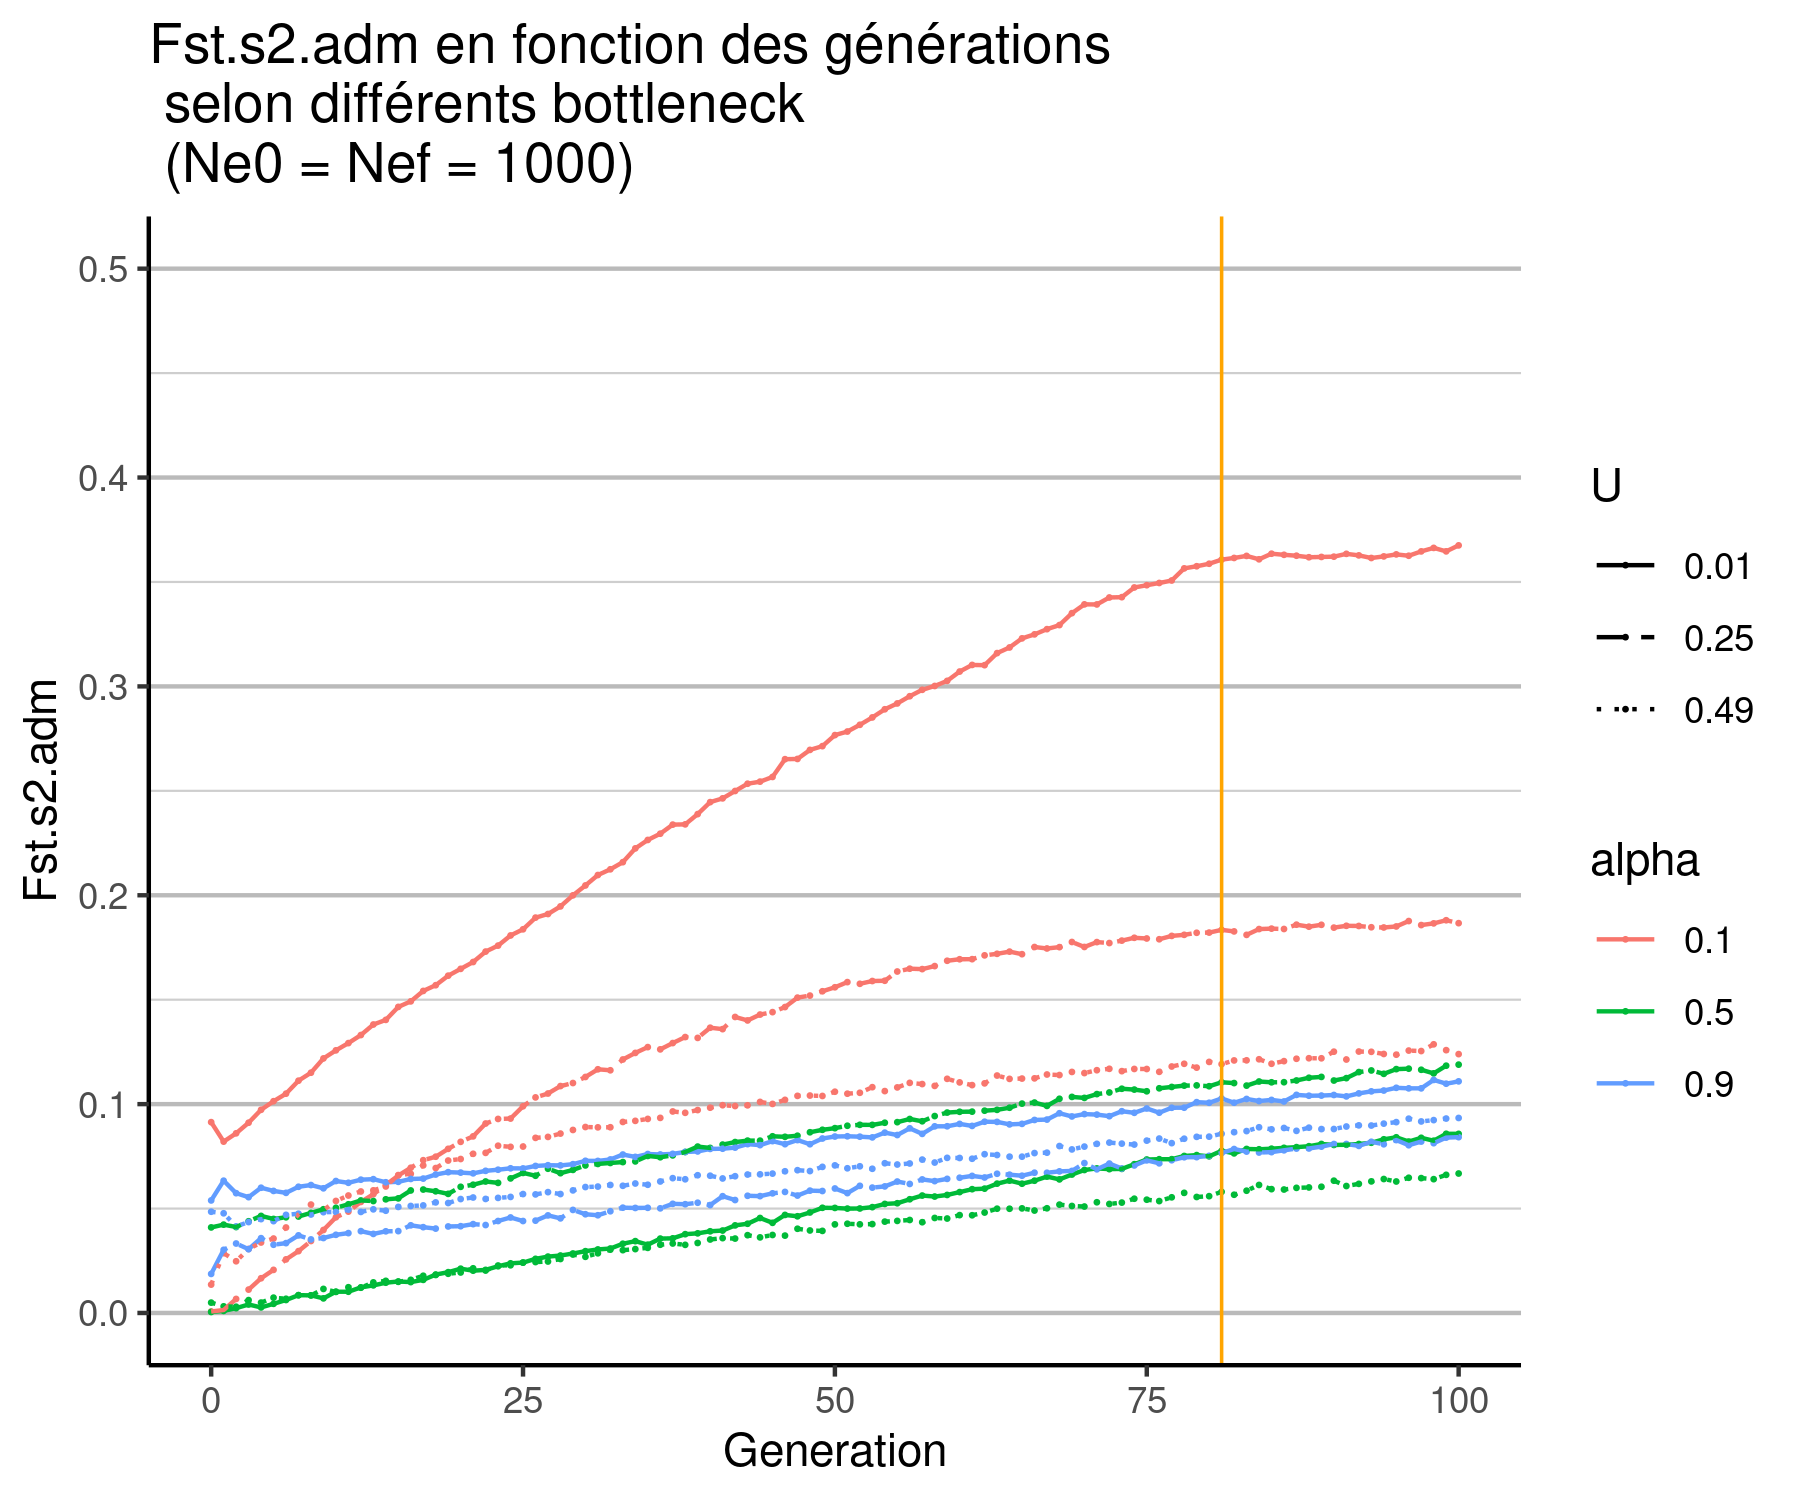 Fst.s2.adm en fonction des générations
selon différents bottleneck
(Ne0 = Nef = 1000)
Fst.s2.adm
0.5
0.4
0.3
0.2
0.1
0.0
0
25
50
75
100
Generation
U
0.01
0.25
0.49
alpha
0.1
0.5
0.9